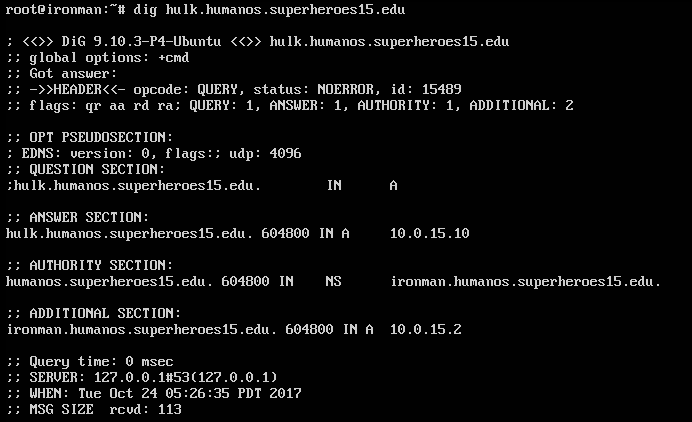 root@ironman:~# dig hulk.humanos.superheroes15.edu
; <<>> DiG 9.10.3-P4-Ubuntu <<>> hulk.humanos.superheroes15.edu
;; global options: +cmd
;; Got answer:
;; ->>HEADER<<- opcode: QUERY, status: NOERROR, id: 15489
;; flags: qr aa rd ra; QUERY: 1, ANSWER: 1, AUTHORITY: 1, ADDITIONAL: 2
;; OPT PSEUDOSECTION:
; EDNS: version: 0, flags:; udp: 4096
;; QUESTION SECTION:
;hulk.humanos.superheroes15.edu. IN A
;; ANSWER SECTION:
hulk.humanos.superheroes15.edu. 604800 IN A 10.0.15.10
;; AUTHORITY SECTION:
humanos.superheroes15.edu. 604800 IN NS ironman.humanos.superheroes15.edu.
;; ADDITIONAL SECTION:
ironman.humanos.superheroes15.edu. 604800 IN A 10.0.15.2
;; Query time: 0 msec
;; SERVER: 127.0.0.1#53(127.0.0.1)
;; WHEN: Tue Oct 24 05:26:35 PDT 2017
;; MSG SIZE rcvd: 113